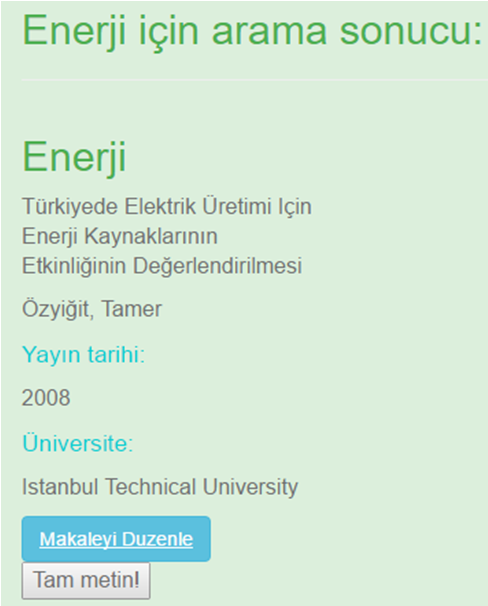 Enerji için arama sonucu:
Enerji
Türkiyede Elektrik Üretimi Için
Enerji Kaynaklarının
Etkinliğinin Değerlendirilmesi
Özyiğit, Tamer
Yayın tarihi:
2008
Üniversite:
Istanbul Technical University
Makaleyi Duzenle
Tam metin!